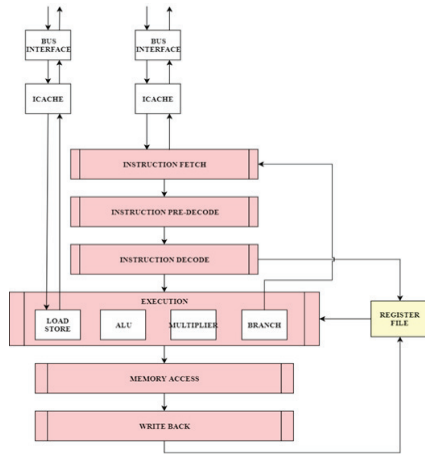 BUS
INTERFACE
BUS
INTERFACE
ICACHE
ICACHE
INSTRUCTION FETCH
INSTRUCTION PRE-DECODE
INSTRUCTION DECODE
EXECUTION
LOAD
STORE
ALU
MULTIPLIER
BRANCH
REGISTER
FILE
MEMORY ACCESS
WRITE BACK